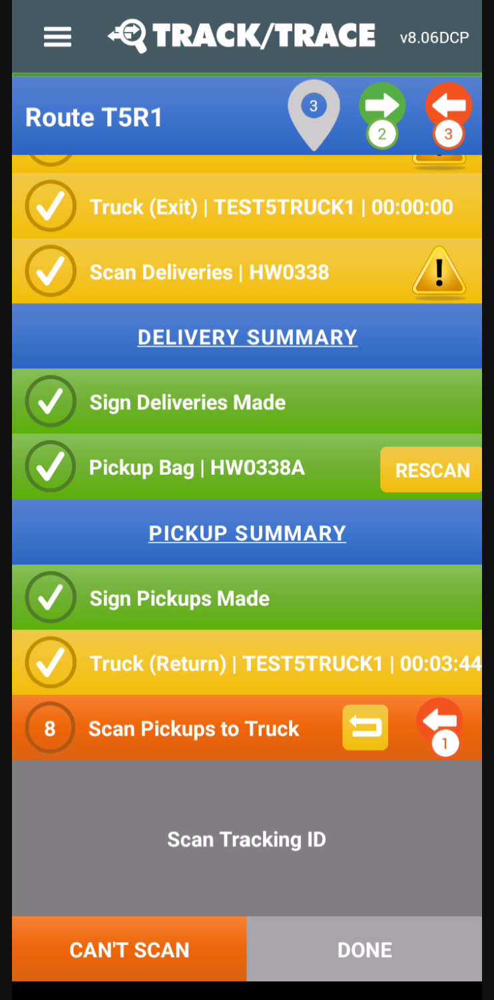 TRACK/TRACE v8.06DCP
Route T5R1 3 2 3
Truck (Exit) | TEST5TRUCK1 | 00:00:00
Scan Deliveries | HW0338
DELIVERY SUMMARY
Sign Deliveries Made
Pickup Bag | HW0338A RESCAN
PICKUP SUMMARY
Sign Pickups Made
Truck (Return) | TEST5TRUCK1 | 00:03:44
8 Scan Pickups to Truck 1
Scan Tracking ID
CAN'T SCAN DONE